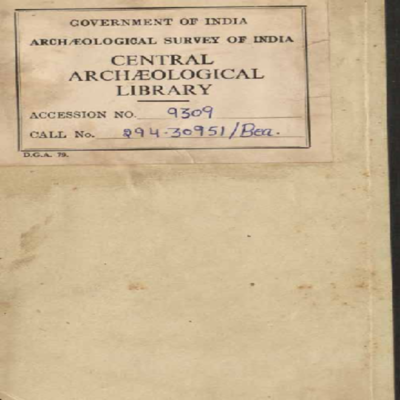 GOVERNMENT OF INDIA
ARCHÆOLOGICAL SURVEY OF INDIA
CENTRAL
ARCHÆOLOGICAL
LIBRARY
ACCESSION NO. 9309
CALL No. 294.30951/Bea.
D.G.A. 79.